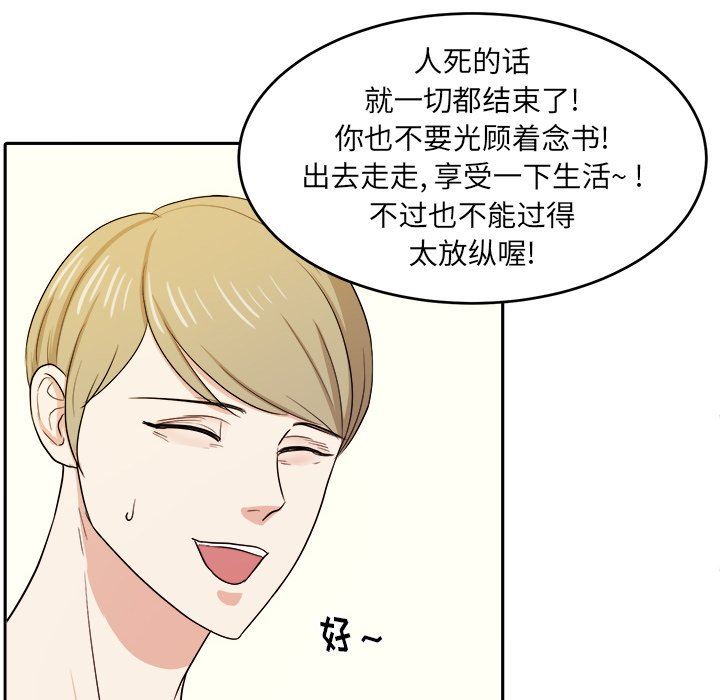 人死的话
就一切都结束了!
你也不要光顾着念书!
出去走走, 享受一下生活~ !
不过也不能过得
太放纵喔!
好~